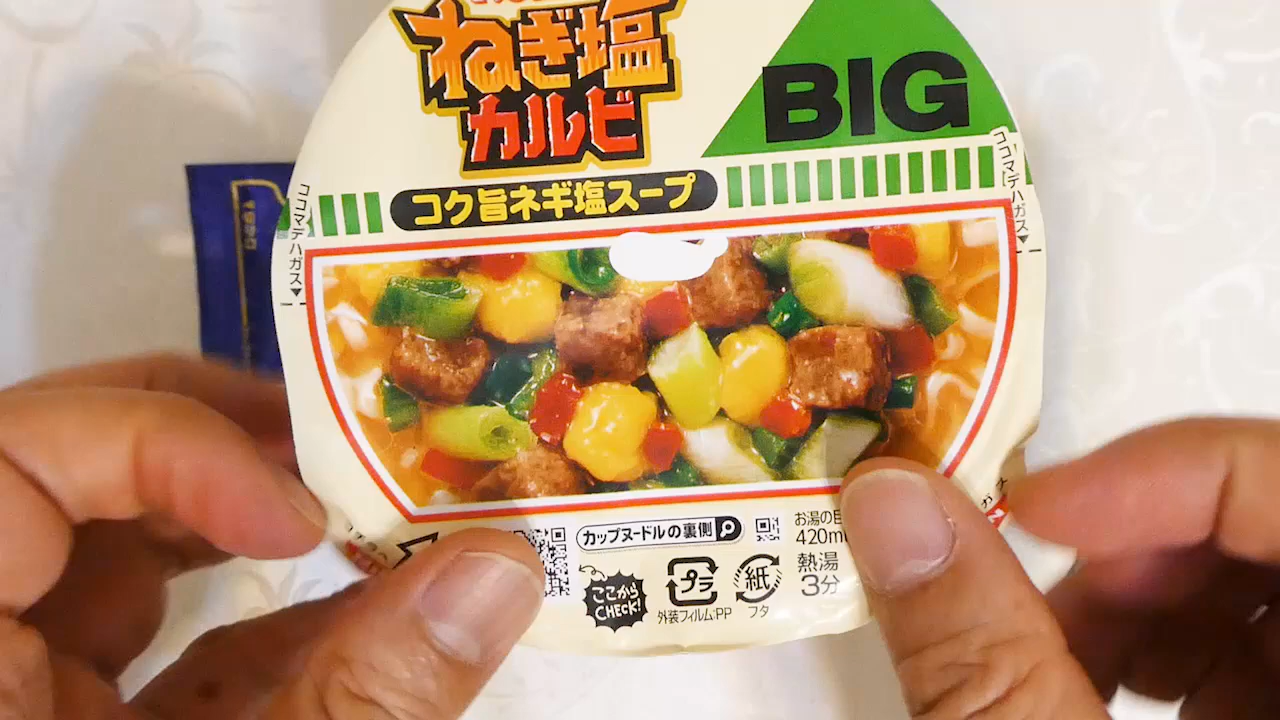 ねぎ塩
カルビ
BIG
コク旨ネギ塩スープ
ココマデハガス▼
ココマデハガス▼
カップヌードルの裏側
お湯の目
420ml
熱湯
3分
ここから
CHECK!
プラ
外装フィルム:PP
紙
フタ